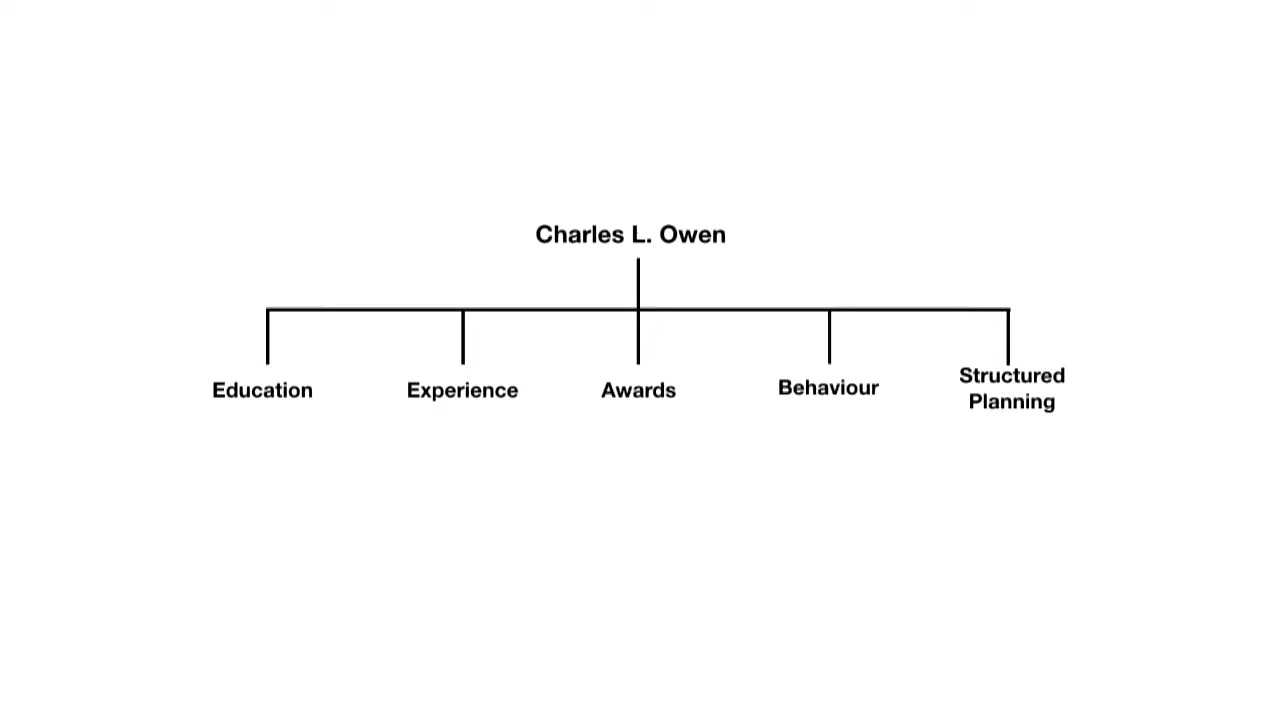 Charles L. Owen
Education
Experience
Awards
Behaviour
Structured
Planning